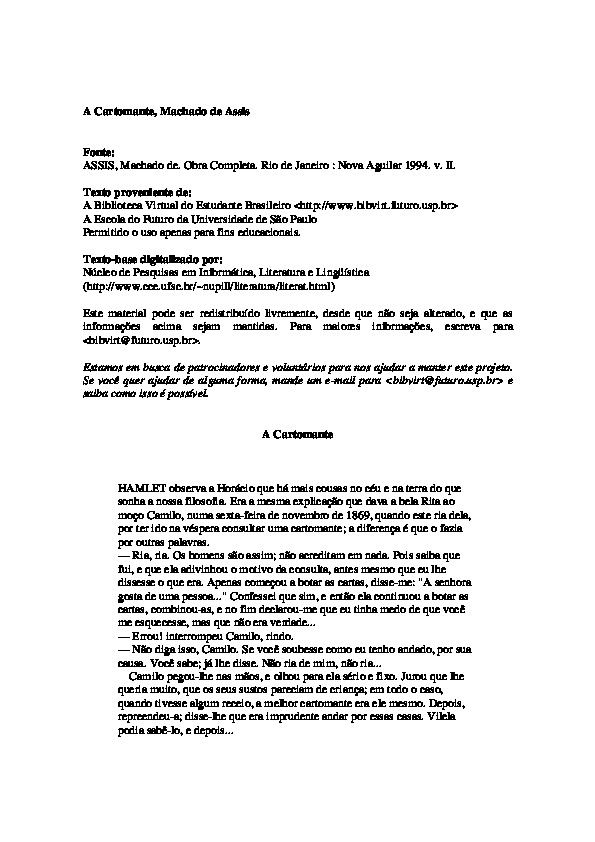 A Cartomante, Machado de Assis
Fonte:
ASSIS, Machado de. Obra Completa. Rio de Janeiro : Nova Aguilar 1994. v. II.
Texto proveniente de:
A Biblioteca Virtual do Estudante Brasileiro <http://www.bibvirt.futuro.usp.br>
A Escola do Futuro da Universidade de São Paulo
Permitido o uso apenas para fins educacionais.
Texto-base digitalizado por:
Núcleo de Pesquisas em Informática, Literatura e Lingüística
(http://www.cce.ufsc.br/~nupill/literatura/literat.html)
Este material pode ser redistribuído livremente, desde que não seja alterado, e que as
informações acima sejam mantidas. Para maiores informações, escreva para
<bibvirt@futuro.usp.br>.
Estamos em busca de patrocinadores e voluntários para nos ajudar a manter este projeto.
Se você quer ajudar de alguma forma, mande um e-mail para <bibvirt@futuro.usp.br> e
saiba como isso é possível.
A Cartomante
HAMLET observa a Horácio que há mais cousas no céu e na terra do que
sonha a nossa filosofia. Era a mesma explicação que dava a bela Rita ao
moço Camilo, numa sexta-feira de novembro de 1869, quando este ria dela,
por ter ido na véspera consultar uma cartomante; a diferença é que o fazia
por outras palavras.
— Ria, ria. Os homens são assim; não acreditam em nada. Pois saiba que
fui, e que ela adivinhou o motivo da consulta, antes mesmo que eu lhe
dissesse o que era. Apenas começou a botar as cartas, disse-me: "A senhora
gosta de uma pessoa..." Confessei que sim, e então ela continuou a botar as
cartas, combinou-as, e no fim declarou-me que eu tinha medo de que você
me esquecesse, mas que não era verdade...
— Errou! interrompeu Camilo, rindo.
— Não diga isso, Camilo. Se você soubesse como eu tenho andado, por sua
causa. Você sabe; já lhe disse. Não ria de mim, não ria...
Camilo pegou-lhe nas mãos, e olhou para ela sério e fixo. Jurou que lhe
queria muito, que os seus sustos pareciam de criança; em todo o caso,
quando tivesse algum receio, a melhor cartomante era ele mesmo. Depois,
repreendeu-a; disse-lhe que era imprudente andar por essas casas. Vilela
podia sabê-lo, e depois...